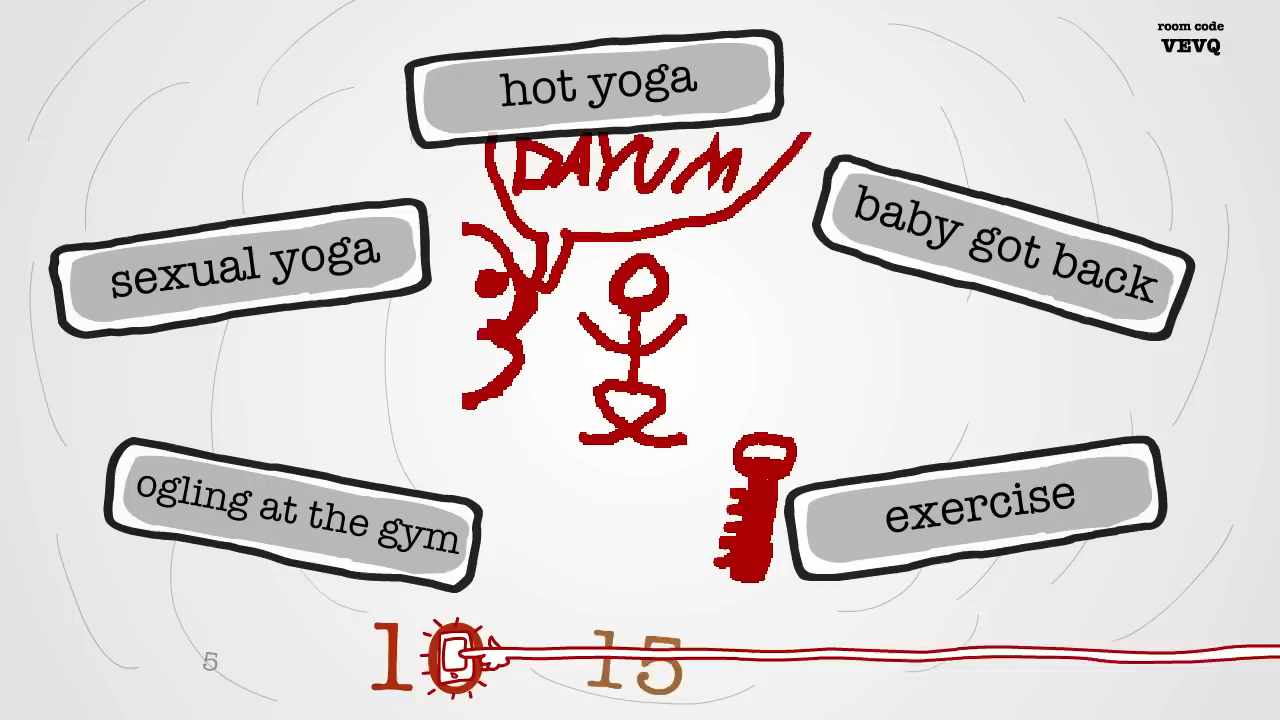 room code
VEVQ
hot yoga
DAYUM
baby got back
sexual yoga
ogling at the gym
exercise
5
10
15